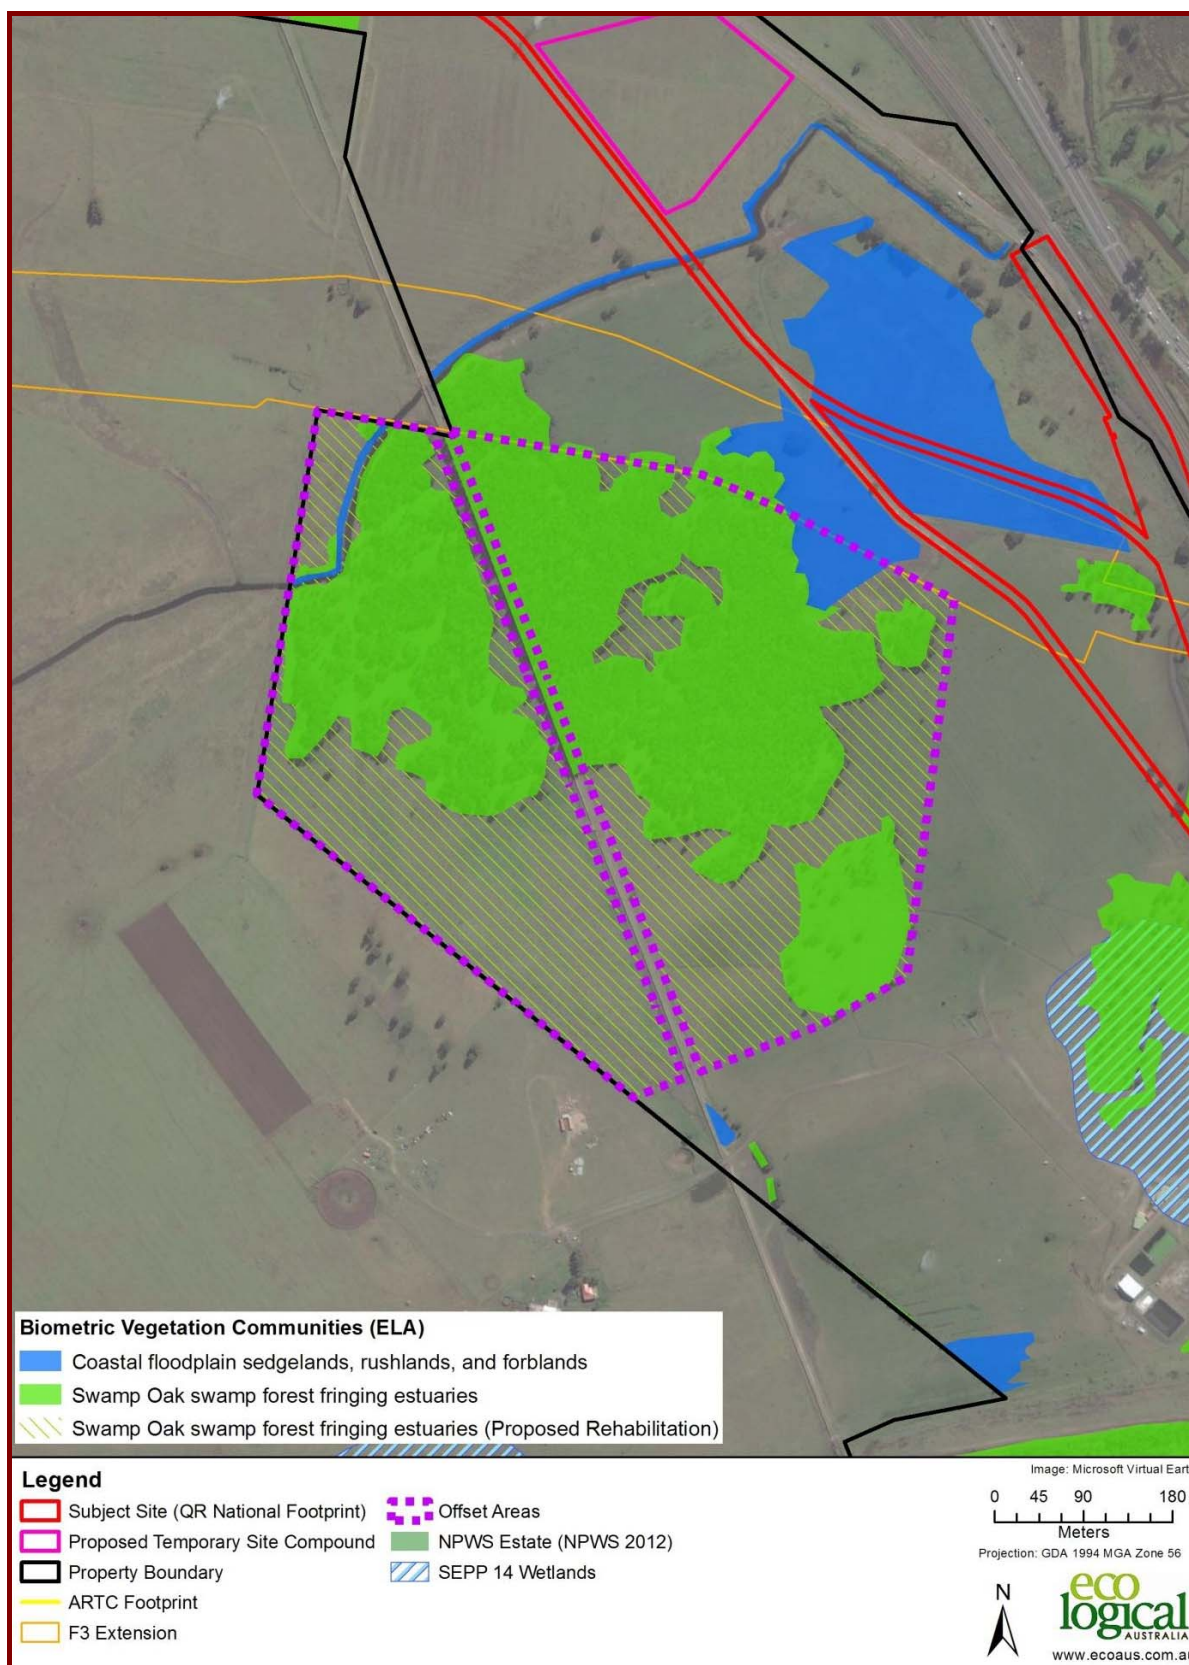 Biometric Vegetation Communities (ELA)
Coastal floodplain sedgelands, rushlands, and forblands
Swamp Oak swamp forest fringing estuaries
Swamp Oak swamp forest fringing estuaries (Proposed Rehabilitation)
Legend
Subject Site (QR National Footprint)
Proposed Temporary Site Compound
Property Boundary
ARTC Footprint
F3 Extension
Offset Areas
NPWS Estate (NPWS 2012)
SEPP 14 Wetlands
Image: Microsoft Virtual Eart
0 45 90 180
Meters
Projection: GDA 1994 MGA Zone 56
N
eco
logical
AUSTRALIA
www.ecoaus.com.au